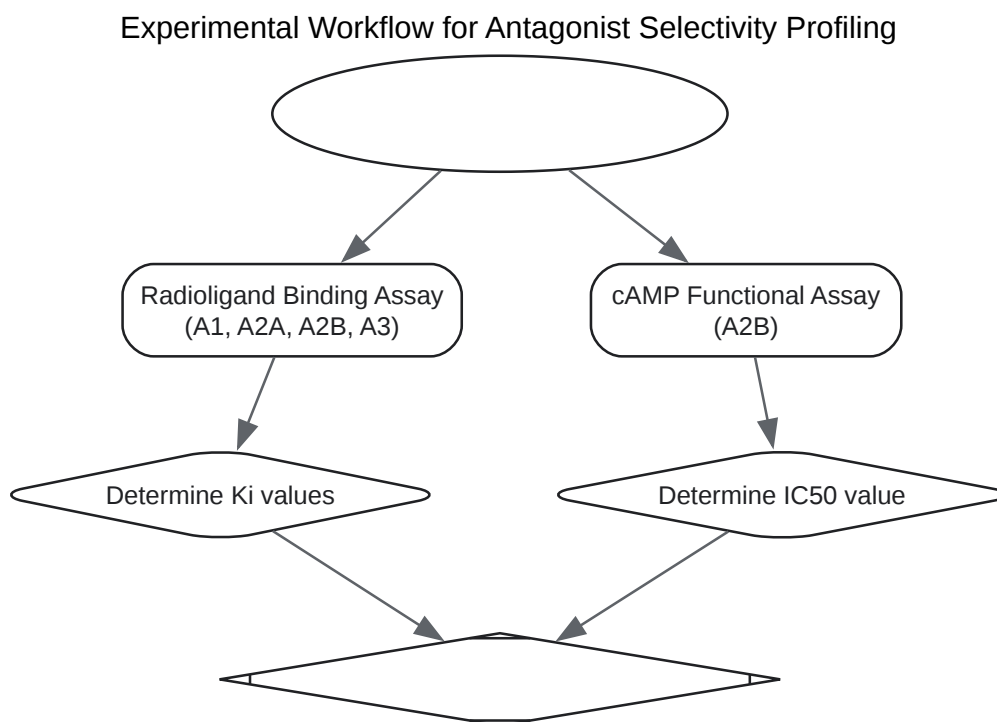 Experimental Workflow for Antagonist Selectivity Profiling
Radioligand Binding Assay
(A1, A2A, A2B, A3)
cAMP Functional Assay
(A2B)
Determine Ki values
Determine IC50 value